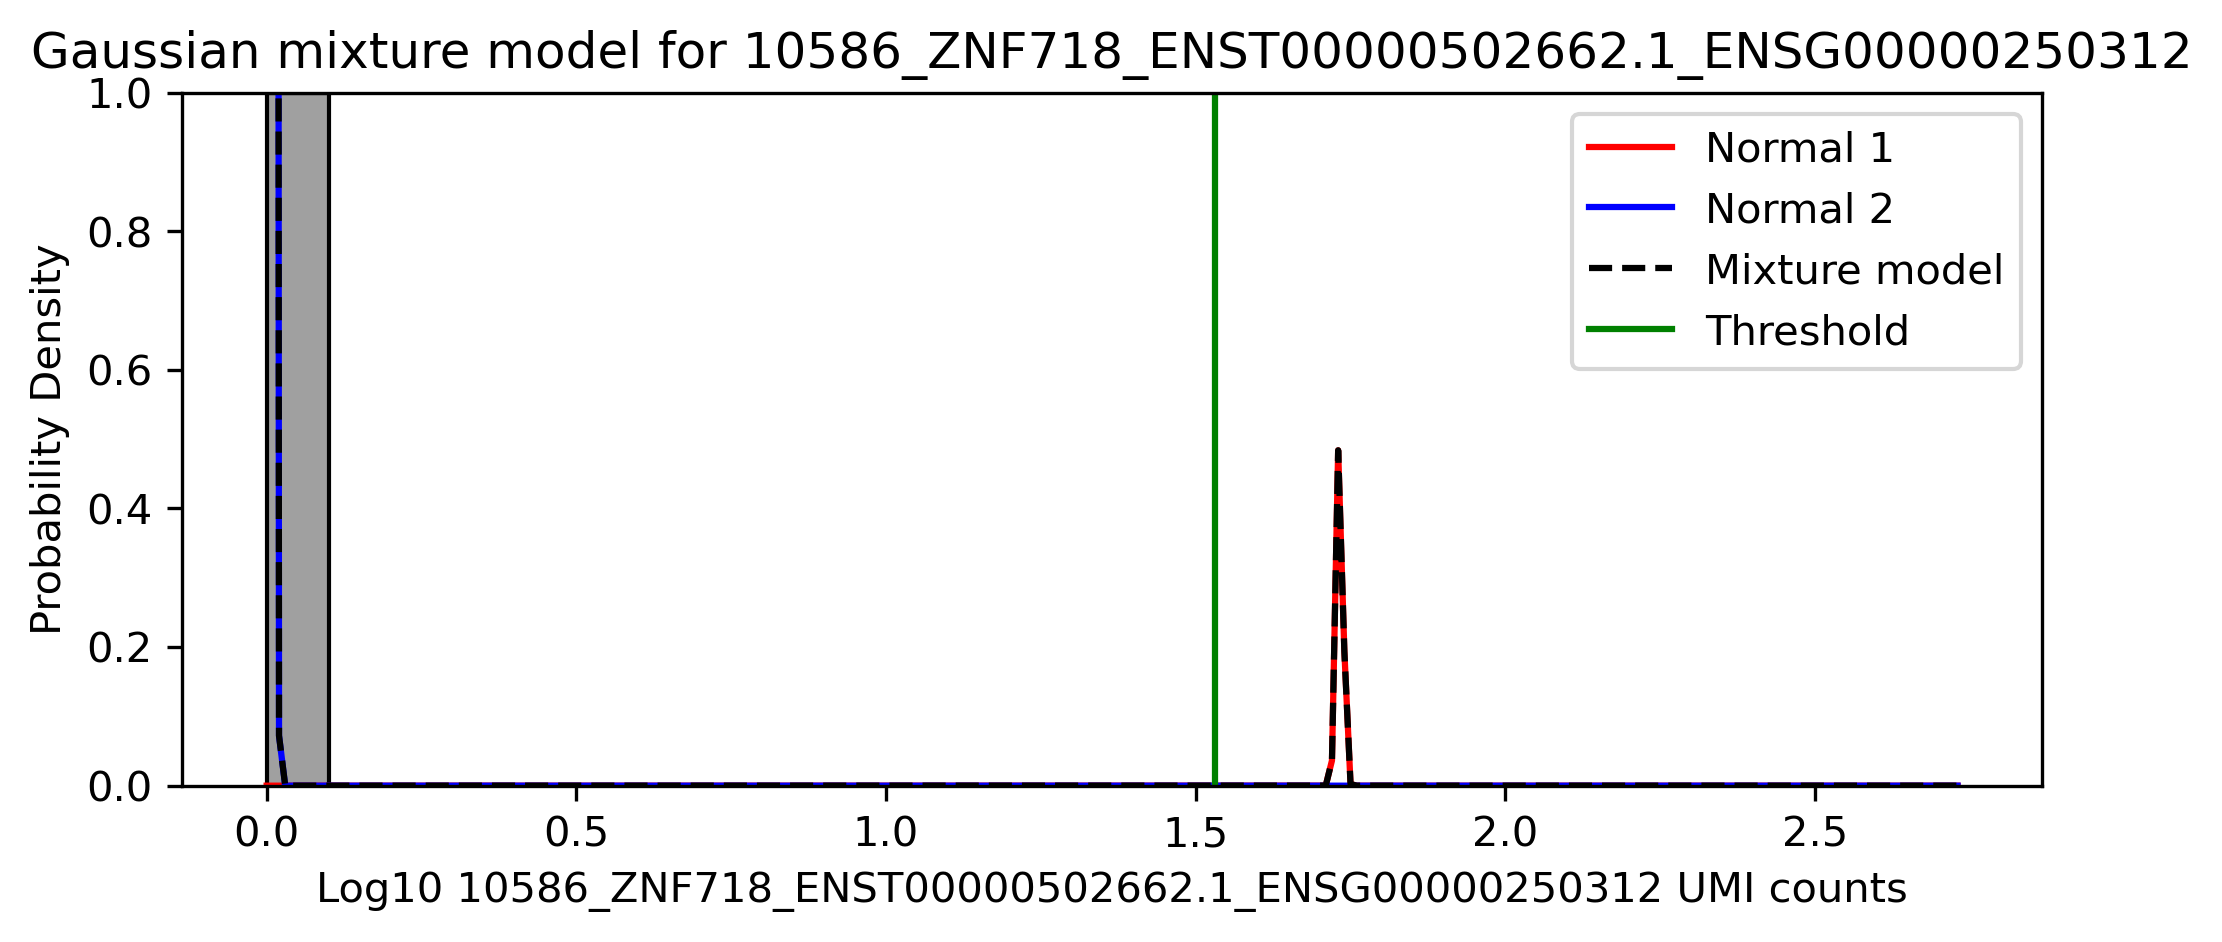 Gaussian mixture model for 10586_ZNF718_ENST00000502662.1_ENSG00000250312
1.0
0.8
0.6
0.4
0.2
0.0
Probability Density
Normal 1
Normal 2
Mixture model
Threshold
0.0 0.5 1.0 1.5 2.0 2.5
Log10 10586_ZNF718_ENST00000502662.1_ENSG00000250312 UMI counts